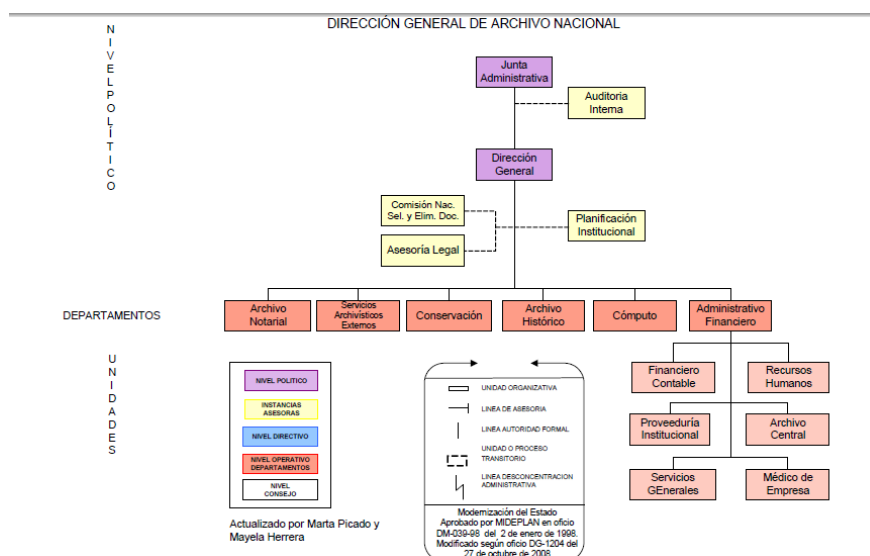 DIRECCIÓN GENERAL DE ARCHIVO NACIONAL
NIVEL POLÍTICO
Junta
Administrativa
Auditoria
Interna
Dirección
General
Comisión Nac.
Sel. y Elim. Doc.
Asesoría Legal
Planificación
Institucional
DEPARTAMENTOS
Archivo
Notarial
Servicios
Archivísticos
Externos
Conservación
Archivo
Histórico
Cómputo
Administrativo
Financiero
UNIDADES
Financiero
Contable
Recursos
Humanos
Proveeduría
Institucional
Archivo
Central
Servicios
GEnerales
Médico de
Empresa
NIVEL POLITICO
INSTANCIAS
ASESORAS
NIVEL DIRECTIVO
NIVEL OPERATIVO
DEPARTAMENTOS
NIVEL
CONSEJO
Actualizado por Marta Picado y
Mayela Herrera
UNIDAD ORGANIZATIVA
LINEA DE ASESORIA
LINEA AUTORIDAD FORMAL
UNIDAD O PROCESO
TRANSITORIO
LINEA DESCONCENTRACION
ADMINISTRATIVA
Modernización del Estado
Aprobado por MIDEPLAN en oficio
DM-039-98 del 2 de enero de 1998.
Modificado según oficio DG-1204 del
27 de octubre de 2008